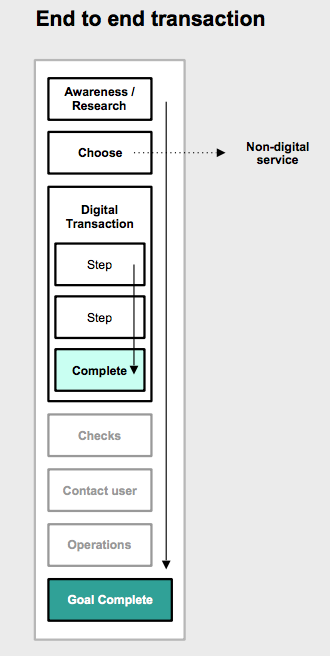 End to end transaction
Awareness /
Research
Choose
Non-digital
service
Digital
Transaction
Step
Step
Complete
Checks
Contact user
Operations
Goal Complete